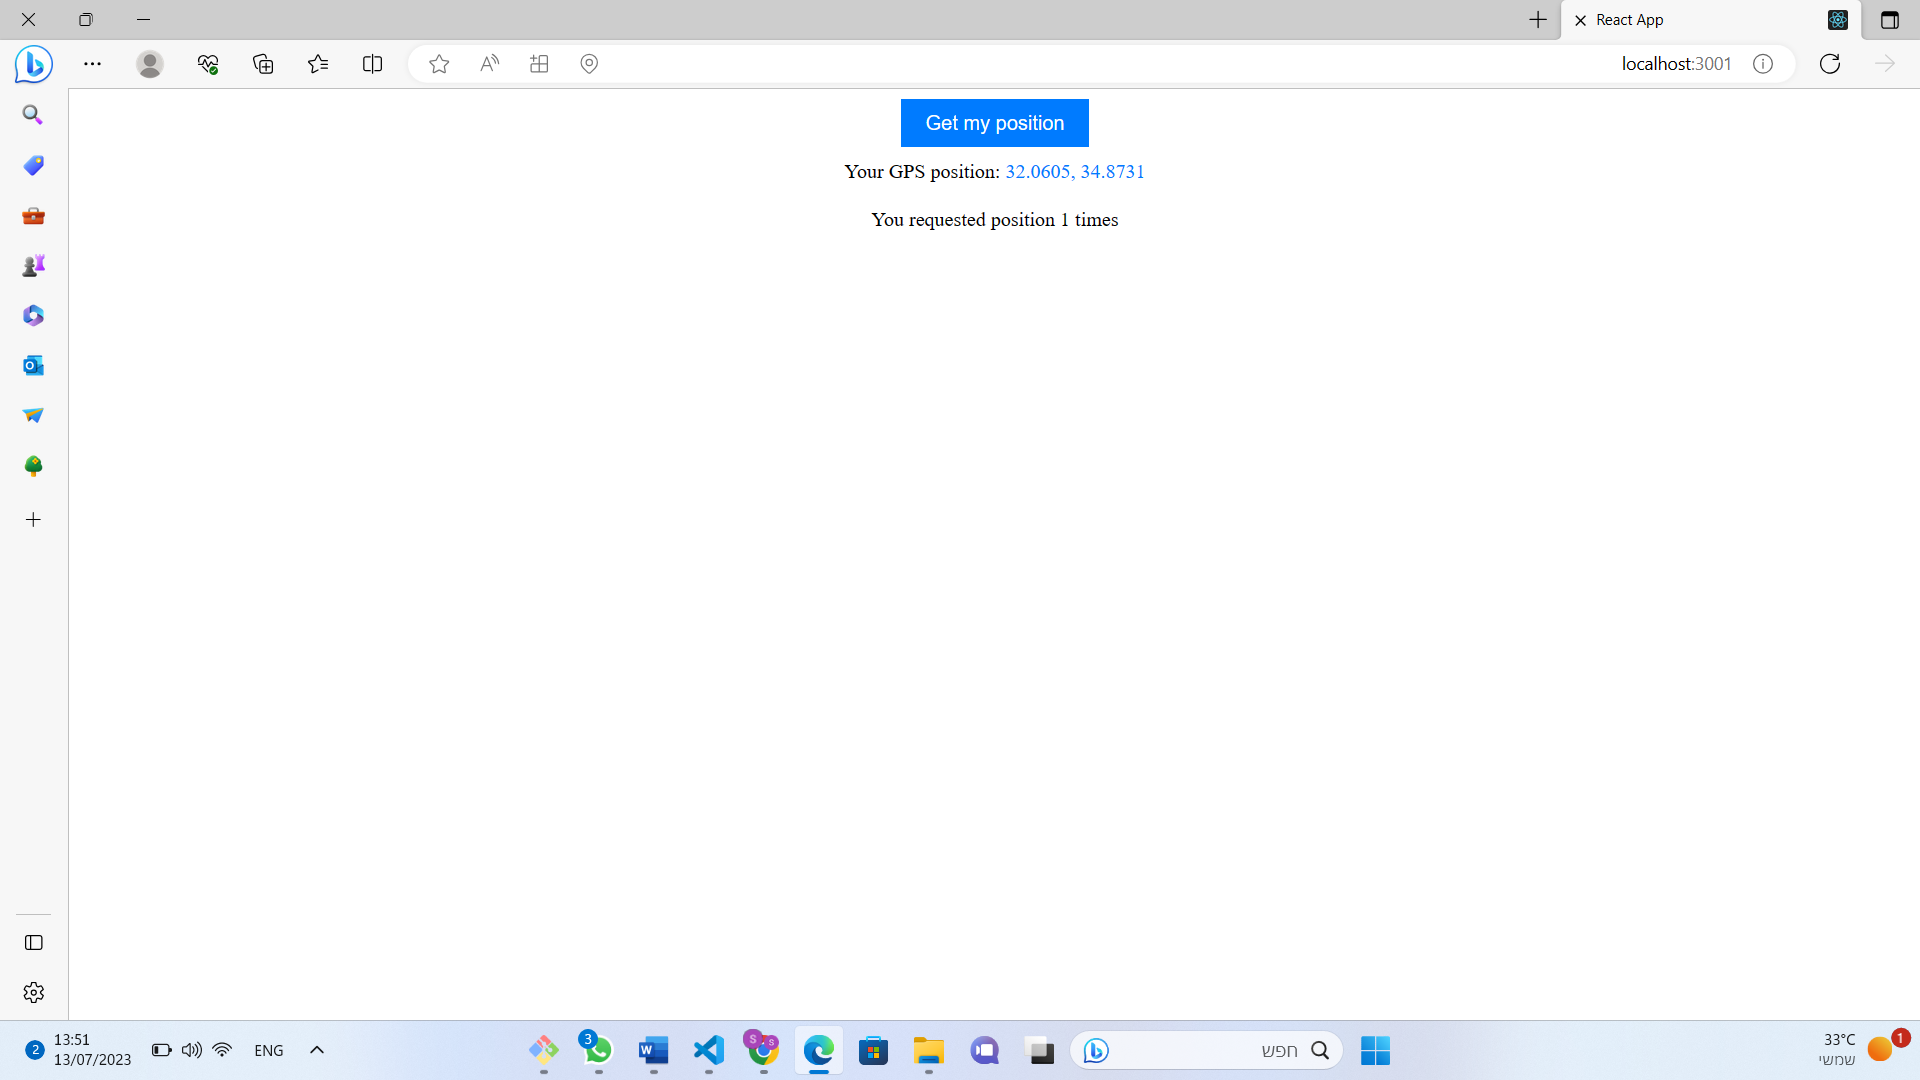 React App
localhost:3001
Get my position
Your GPS position: 32.0605, 34.8731
You requested position 1 times
2
13:51
13/07/2023
ENG
3
S
s
חפש
33°C
שמשי
1